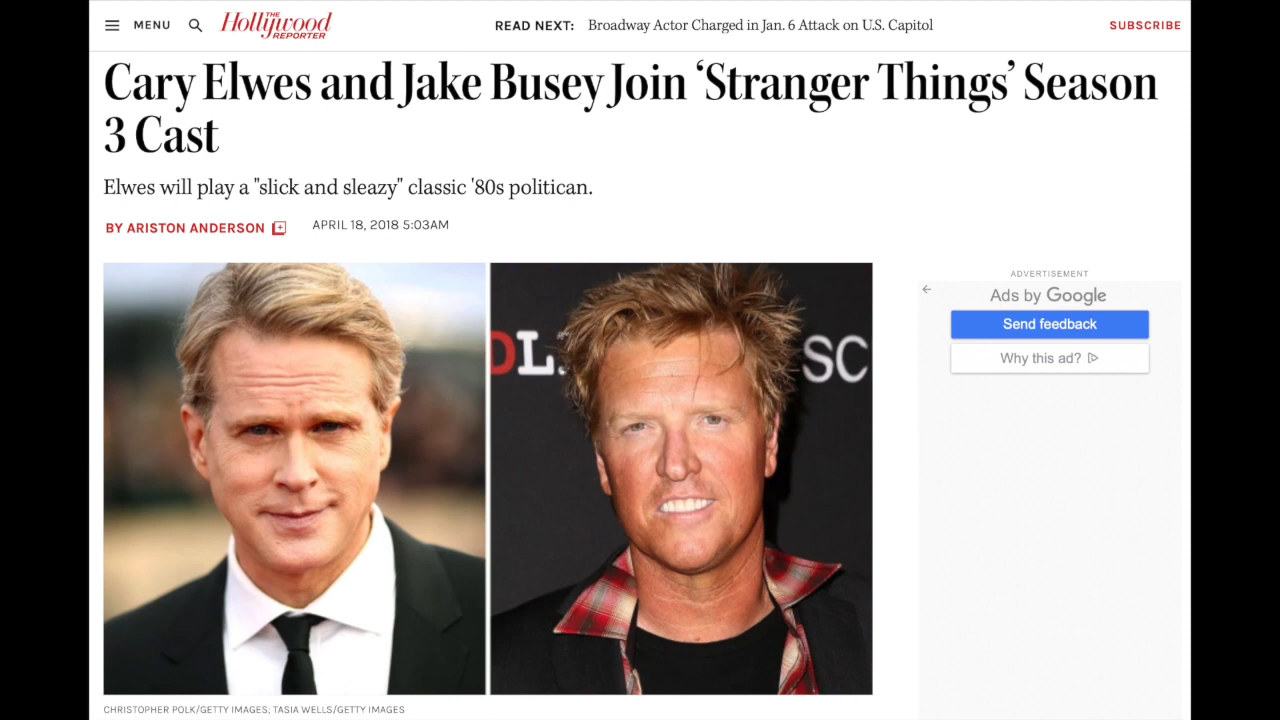 MENU
THE
Hollywood
REPORTER
READ NEXT: Broadway Actor Charged in Jan. 6 Attack on U.S. Capitol
SUBSCRIBE
Cary Elwes and Jake Busey Join ‘Stranger Things’ Season
3 Cast
Elwes will play a "slick and sleazy" classic '80s politican.
BY ARISTON ANDERSON
APRIL 18, 2018 5:03AM
DL
SC
ADVERTISEMENT
Ads by Google
Send feedback
Why this ad?
CHRISTOPHER POLK/GETTY IMAGES; TASIA WELLS/GETTY IMAGES